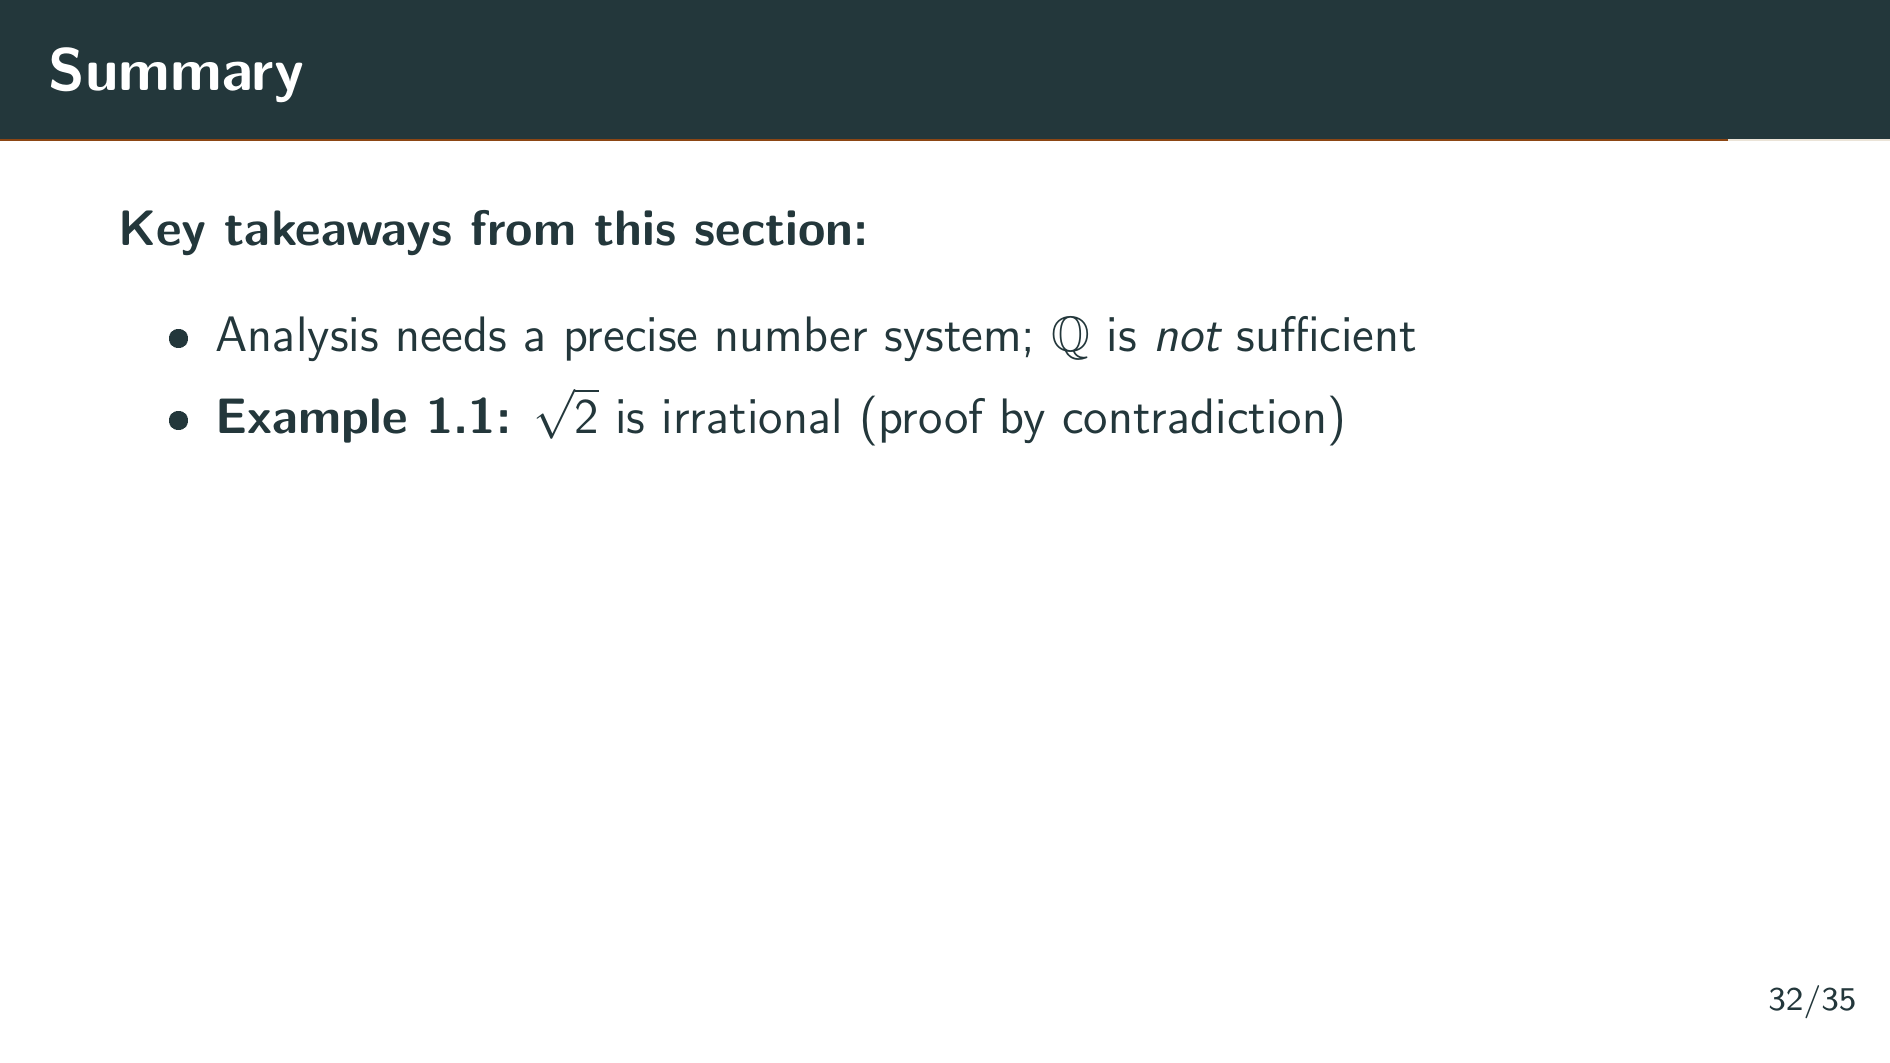 Summary
Key takeaways from this section:
• Analysis needs a precise number system; ℚ is not sufficient
• Example 1.1: √2 is irrational (proof by contradiction)
32/35